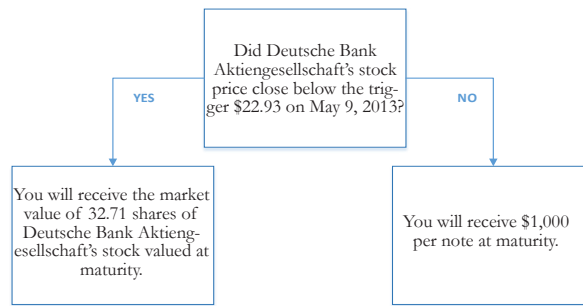 Did Deutsche Bank
Aktiengesellschaft's stock
price close below the trig-
ger $22.93 on May 9, 2013?
YES
NO
You will receive the market
value of 32.71 shares of
Deutsche Bank Aktieng-
esellschaft's stock valued at
maturity.
You will receive $1,000
per note at maturity.